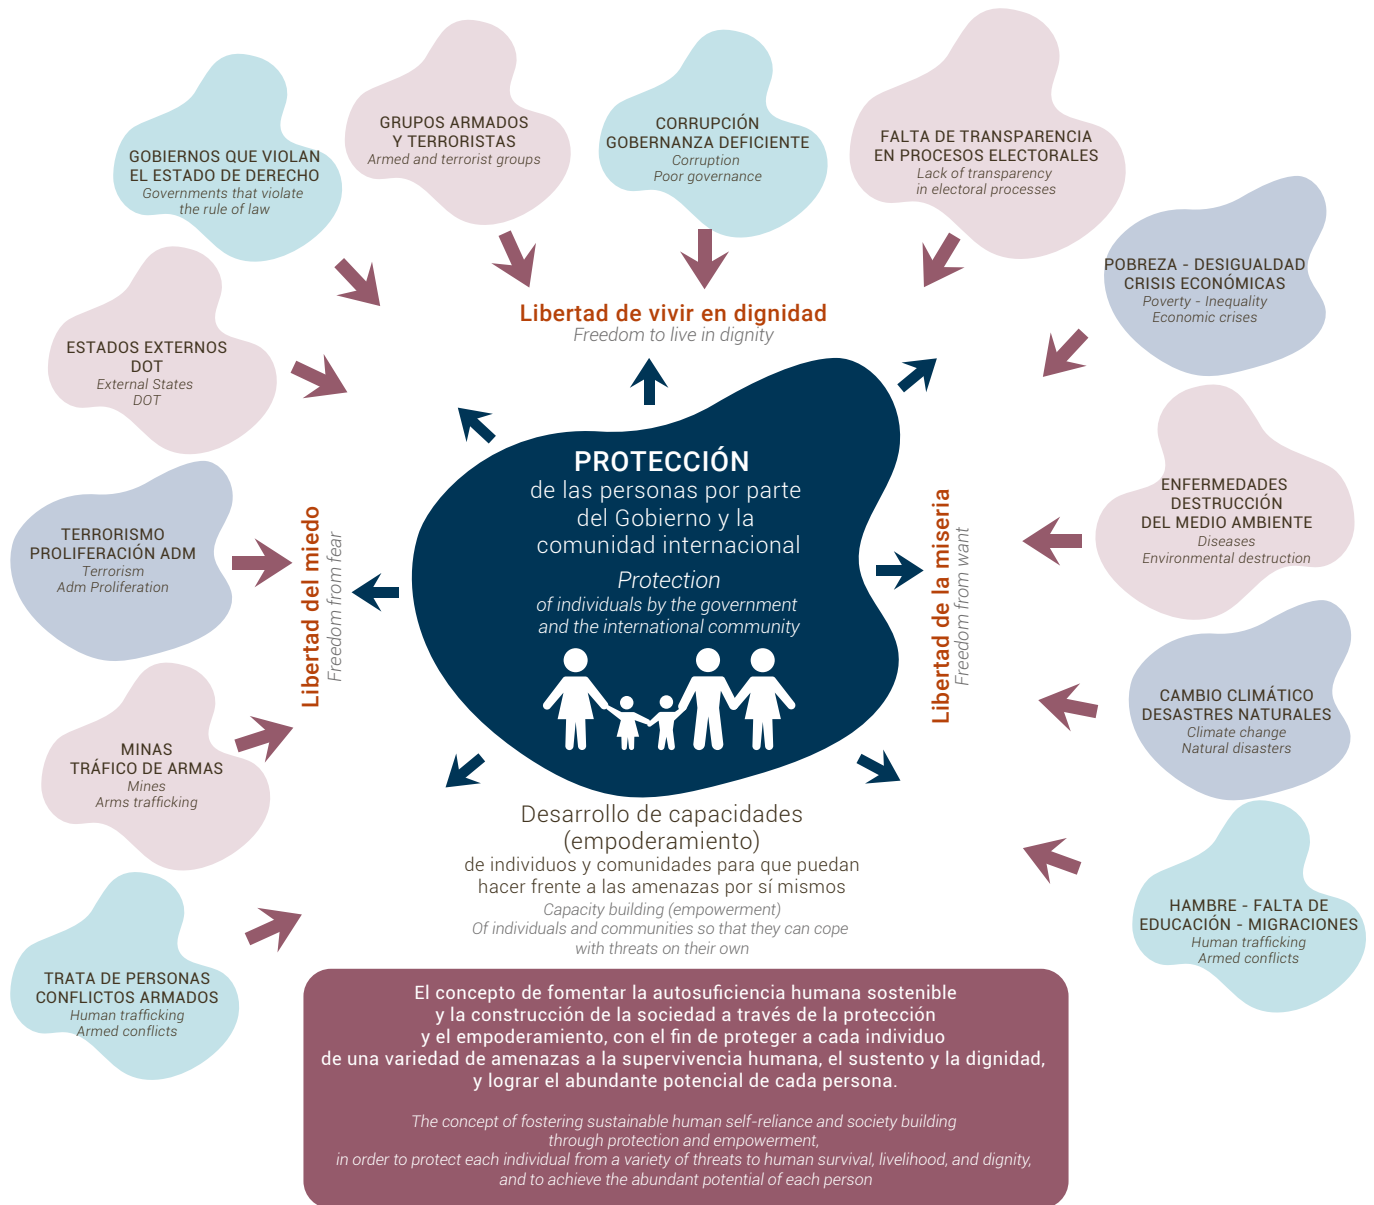 GOBIERNOS QUE VIOLAN
EL ESTADO DE DERECHO
Governments that violate
the rule of law
GRUPOS ARMADOS
Y TERRORISTAS
Armed and terrorist groups
CORRUPCIÓN
GOBERNANZA DEFICIENTE
Corruption
Poor governance
FALTA DE TRANSPARENCIA
EN PROCESOS ELECTORALES
Lack of transparency
in electoral processes
POBREZA - DESIGUALDAD
CRISIS ECONÓMICAS
Poverty - Inequality
Economic crises
ESTADOS EXTERNOS
DOT
External States
DOT
Libertad de vivir en dignidad
Freedom to live in dignity
TERRORISMO
PROLIFERACIÓN ADM
Terrorism
Adm Proliferation
Libertad del miedo
Freedom from fear
PROTECCIÓN
de las personas por parte
del Gobierno y la
comunidad internacional
Protection
of individuals by the government
and the international community
Libertad de la miseria
Freedom from want
ENFERMEDADES
DESTRUCCIÓN
DEL MEDIO AMBIENTE
Diseases
Environmental destruction
MINAS
TRÁFICO DE ARMAS
Mines
Arms trafficking
CAMBIO CLIMÁTICO
DESASTRES NATURALES
Climate change
Natural disasters
Desarrollo de capacidades
(empoderamiento)
de individuos y comunidades para que puedan
hacer frente a las amenazas por sí mismos
Capacity building (empowerment)
Of individuals and communities so that they can cope
with threats on their own
HAMBRE - FALTA DE
EDUCACIÓN - MIGRACIONES
Human trafficking
Armed conflicts
TRATA DE PERSONAS
CONFLICTOS ARMADOS
Human trafficking
Armed conflicts
El concepto de fomentar la autosuficiencia humana sostenible
y la construcción de la sociedad a través de la protección
y el empoderamiento, con el fin de proteger a cada individuo
de una variedad de amenazas a la supervivencia humana, el sustento y la dignidad,
y lograr el abundante potencial de cada persona.
The concept of fostering sustainable human self-reliance and society building
through protection and empowerment,
in order to protect each individual from a variety of threats to human survival, livelihood, and dignity,
and to achieve the abundant potential of each person